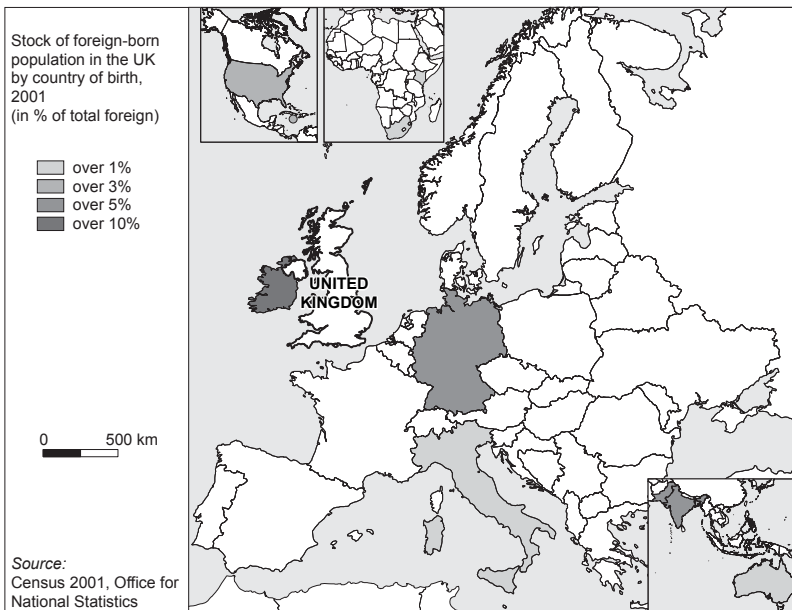 Stock of foreign-born
population in the UK
by country of birth,
2001
(in % of total foreign)
over 1%
over 3%
over 5%
over 10%
UNITED
KINGDOM
0 500 km
Source:
Census 2001, Office for
National Statistics